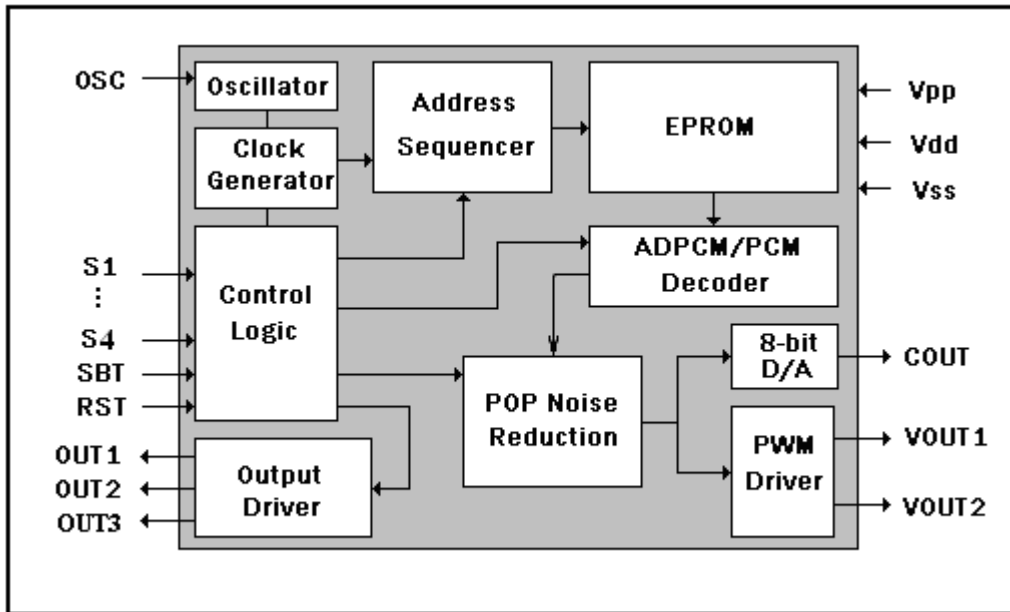 OSC
Oscillator
Clock
Generator
Address
Sequencer
EPROM
Vpp
Vdd
Vss
S1
⋮
S4
SBT
RST
Control
Logic
ADPCM/PCM
Decoder
POP Noise
Reduction
8-bit
D/A
COUT
PWM
Driver
VOUT1
VOUT2
OUT1
OUT2
OUT3
Output
Driver